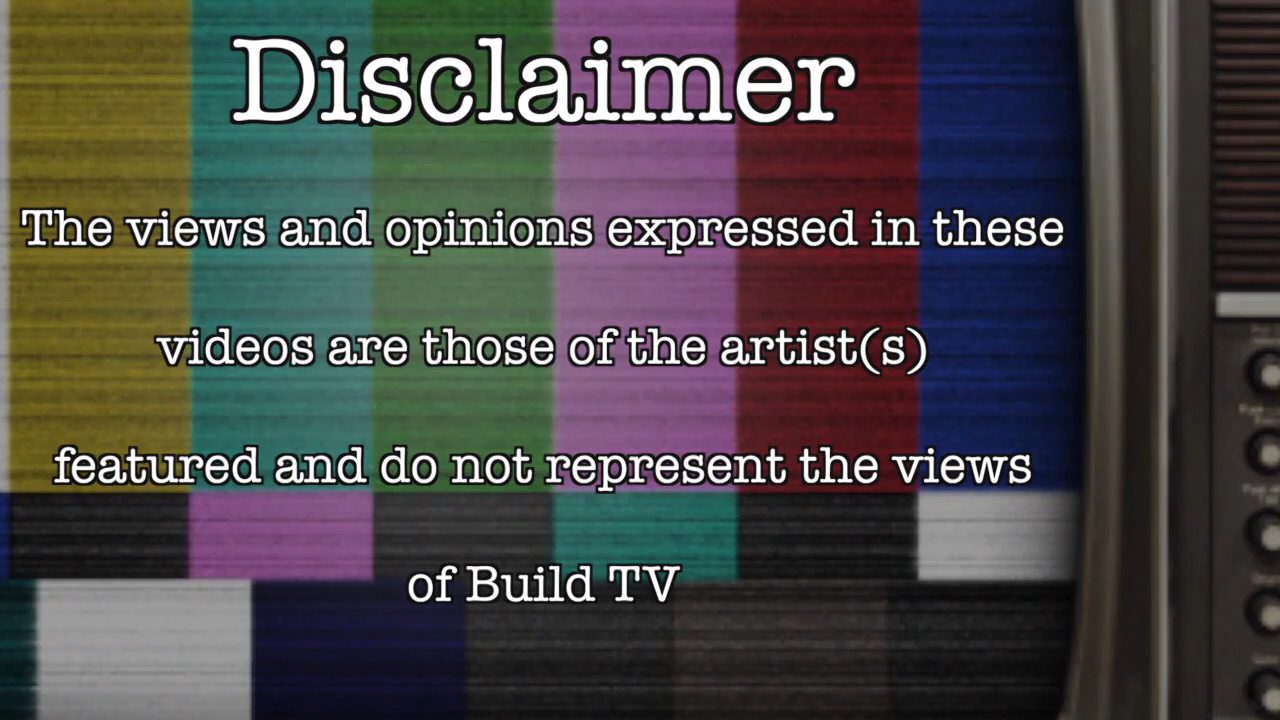 Disclaimer
The views and opinions expressed in these
videos are those of the artist(s)
featured and do not represent the views
of Build TV